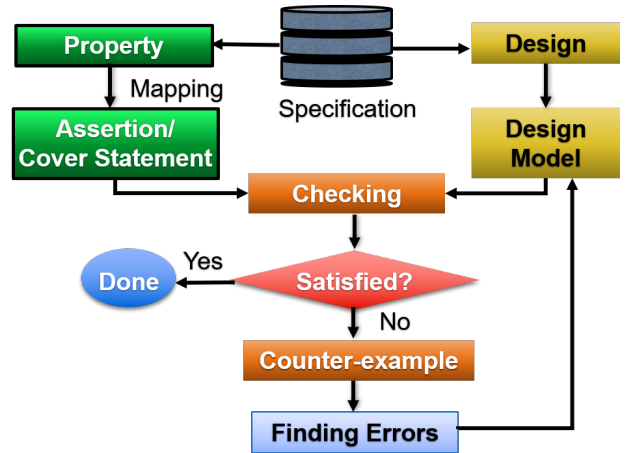 Property
Design
Mapping
Specification
Assertion/
Cover Statement
Design
Model
Checking
Yes
Done
Satisfied?
No
Counter-example
Finding Errors